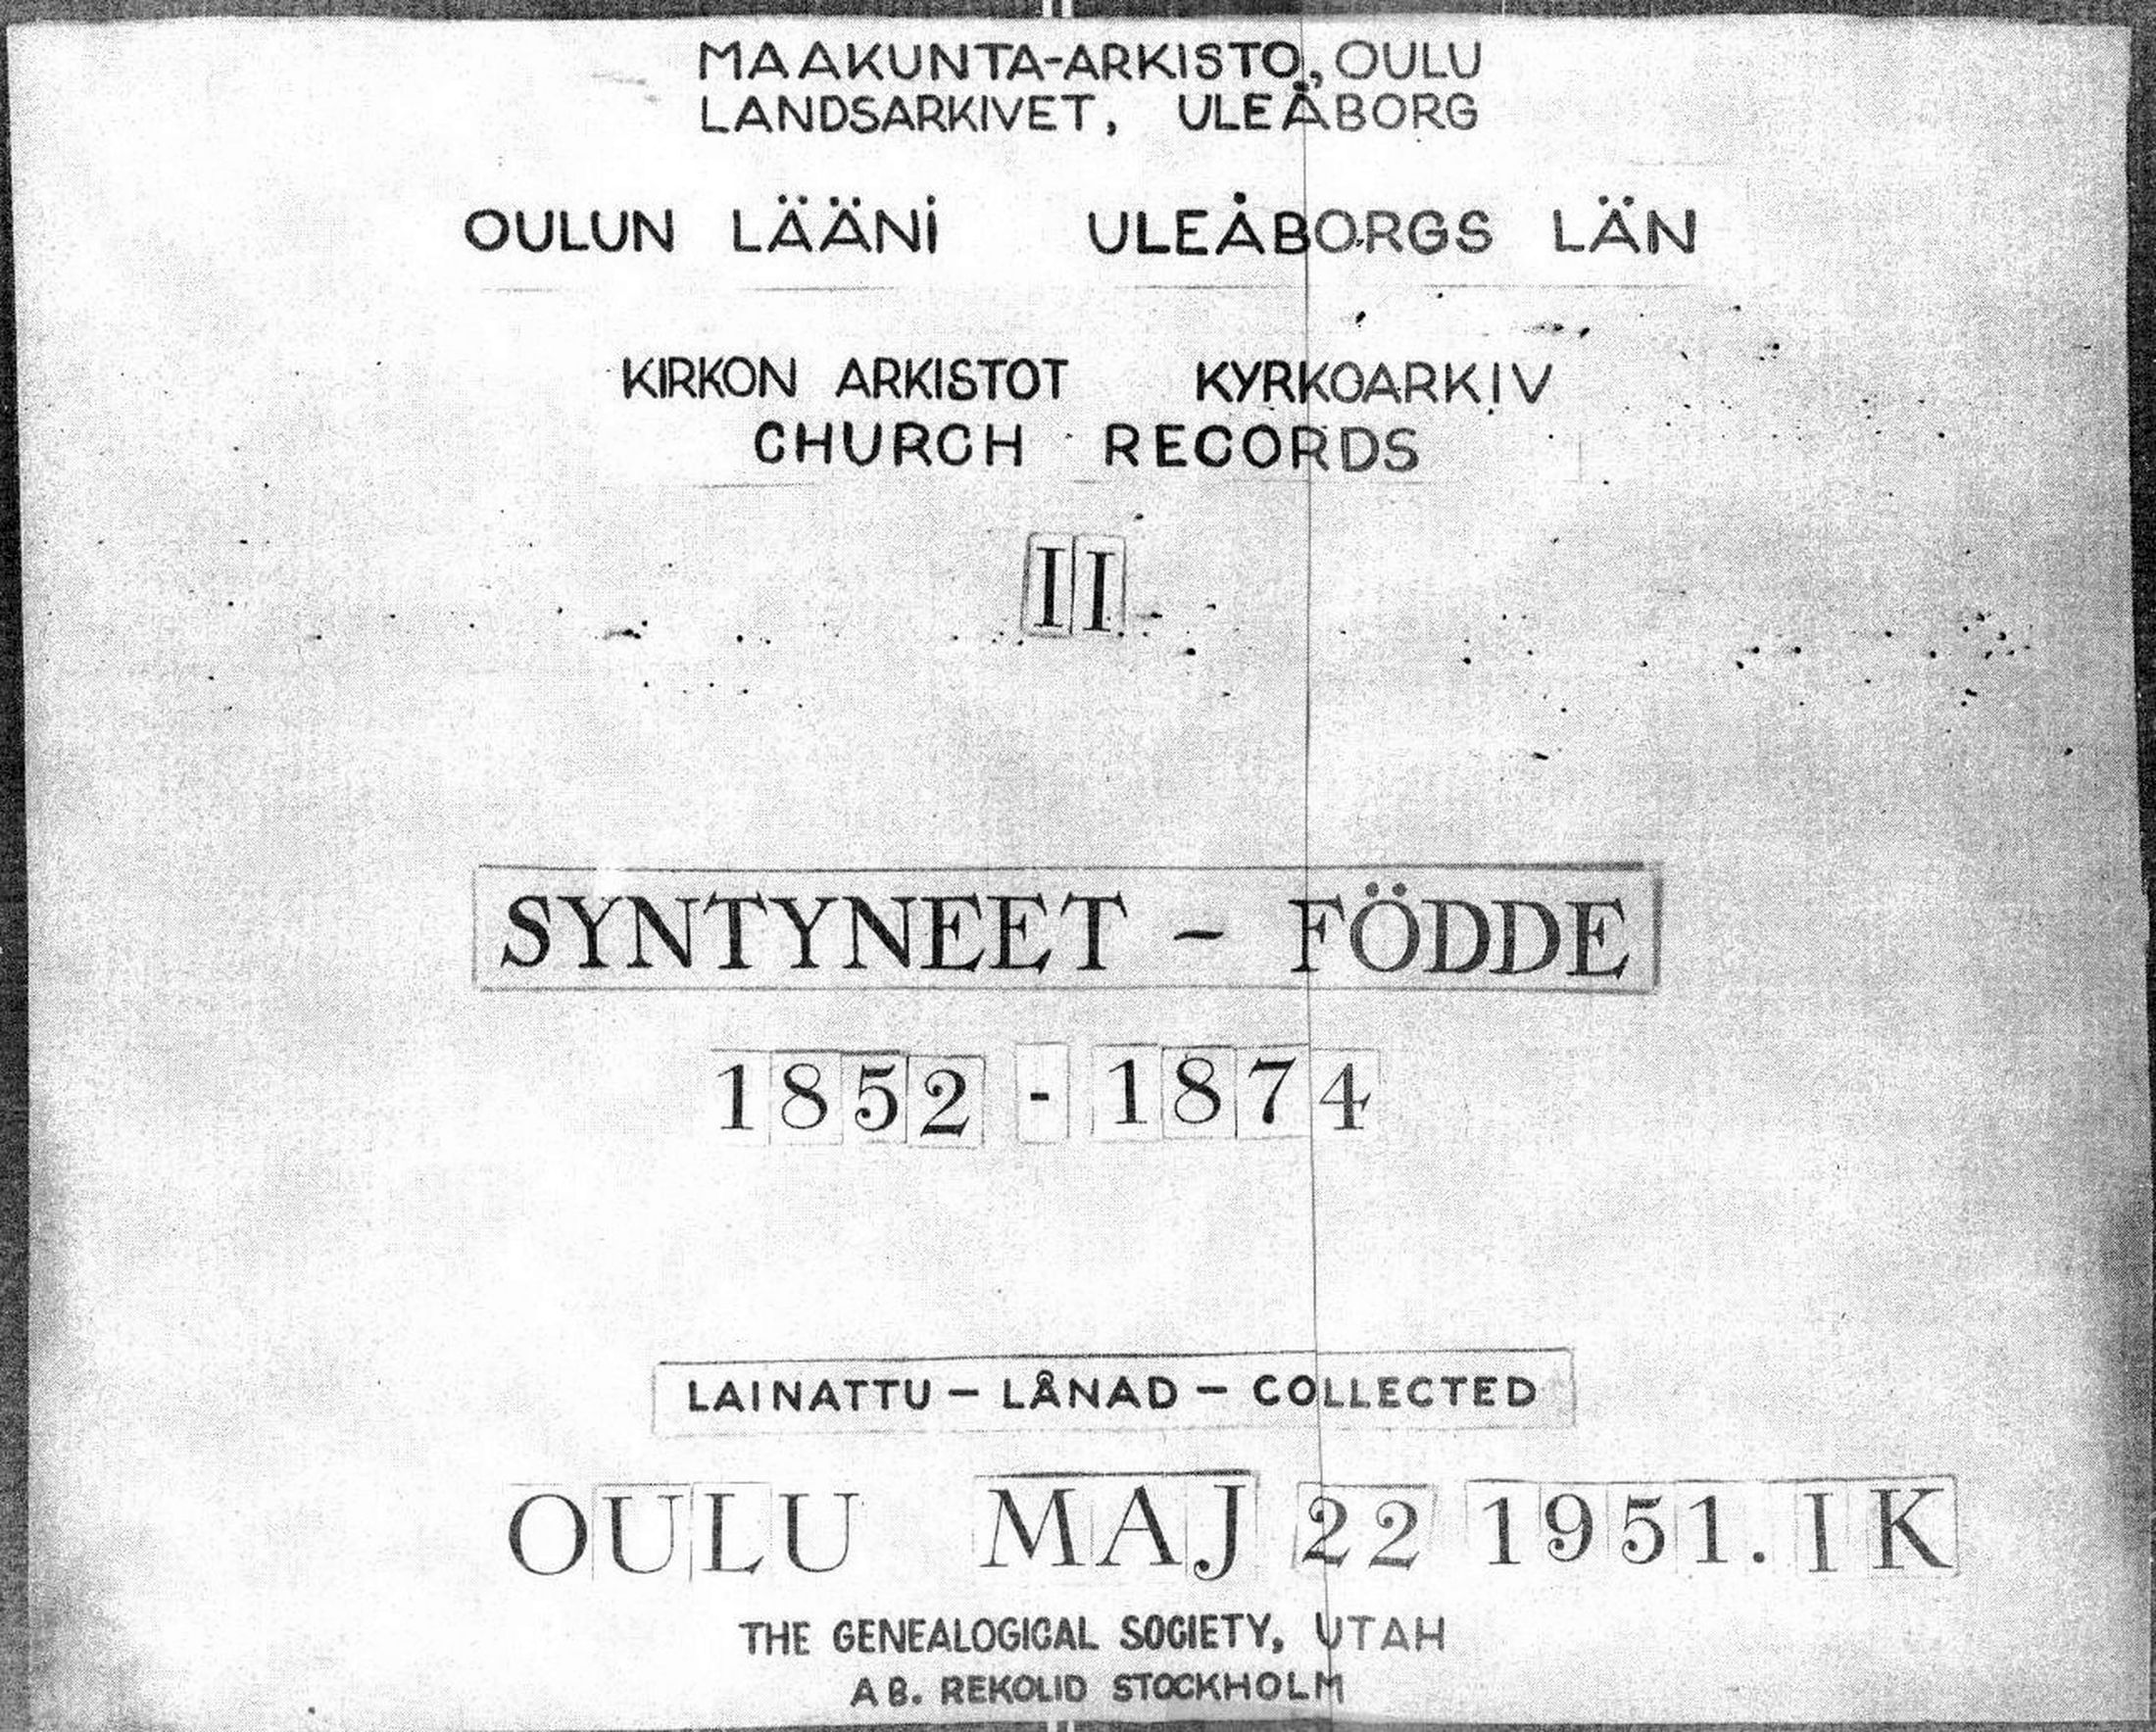 MAAKUNTA-ARKISTO, OULU
LANDSARKIVET, ULEÅBORG
OULUN LÄÄNI ULEÅBORGS LÄN
KIRKON ARKISTOT KYRKOARKIV
CHURCH RECORDS
II
SYNTYNEET - FÖDDE
1852 - 1874
LAINATTU - LÅNAD - COLLECTED
OULU MAJ 22 1951. IK
THE GENEALOGICAL SOCIETY, UTAH
AB. REKOLID STOCKHOLM